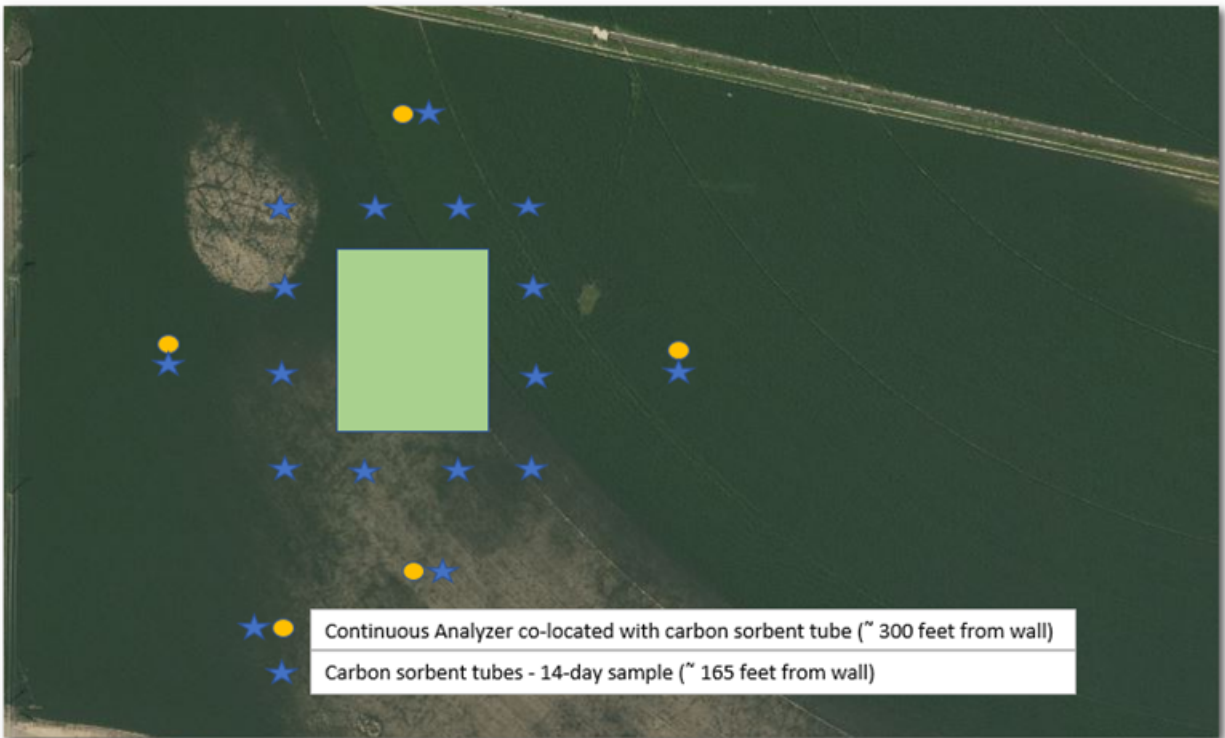 Continuous Analyzer co-located with carbon sorbent tube (~ 300 feet from wall)
Carbon sorbent tubes - 14-day sample (~ 165 feet from wall)